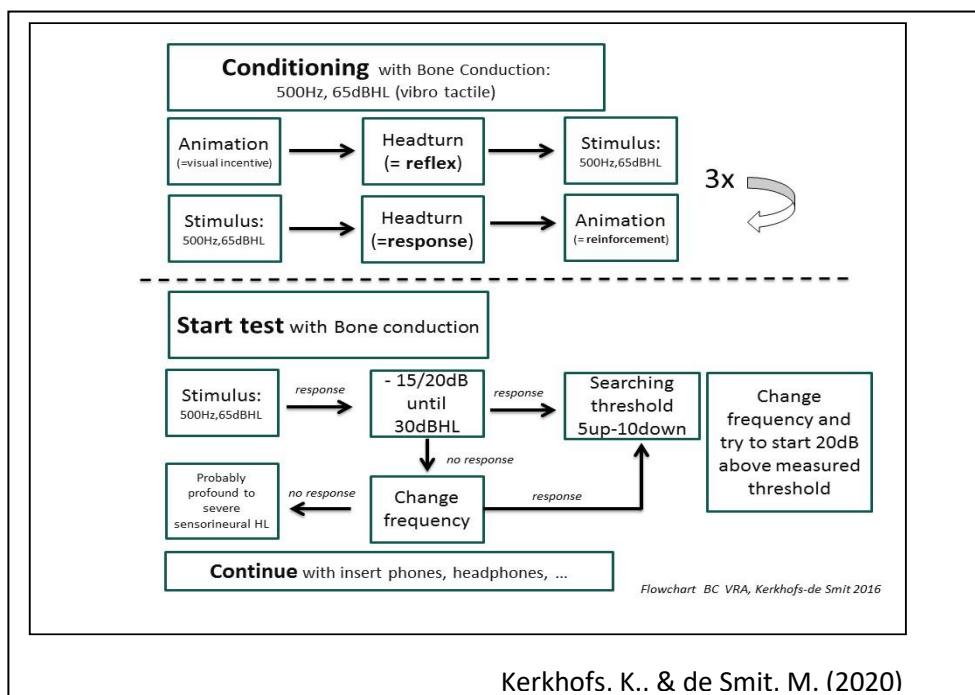 Conditioning with Bone Conduction:
500Hz, 65dBHL (vibro tactile)
Animation
(=visual incentive)
Headturn
(= reflex)
Stimulus:
500Hz,65dBHL
3x
Stimulus:
500Hz,65dBHL
Headturn
(=response)
Animation
(= reinforcement)
Start test with Bone conduction
Stimulus:
500Hz,65dBHL
response
- 15/20dB
until
30dBHL
response
Searching
threshold
5up-10down
Change
frequency and
try to start 20dB
above measured
threshold
no response
Probably
profound to
severe
sensorineural HL
no response
Change
frequency
response
Continue with insert phones, headphones, ...
Flowchart BC VRA, Kerkhofs-de Smit 2016
Kerkhofs, K., & de Smit, M. (2020)